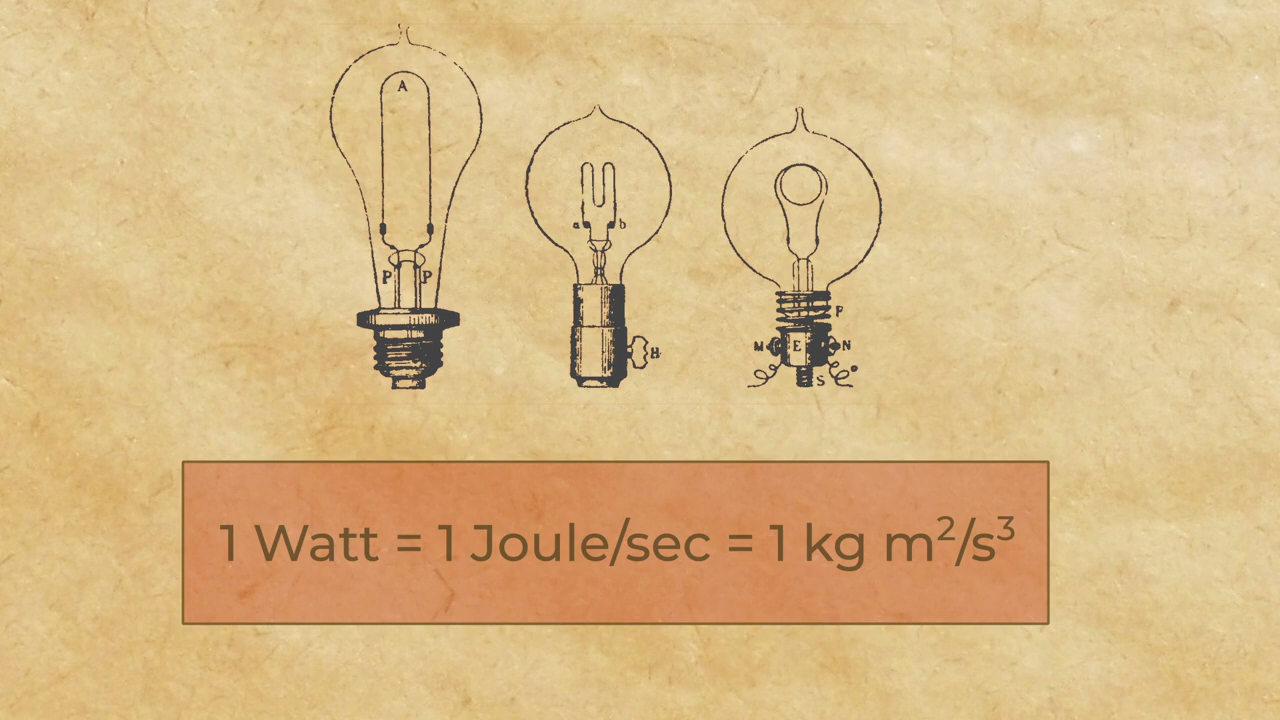 A
P P
a b
H
P
M E N
S
1 Watt = 1 Joule/sec = 1 kg m²/s³